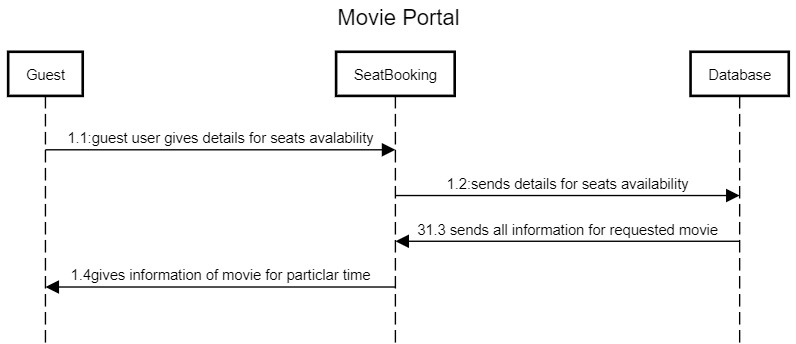 Movie Portal
Guest
SeatBooking
Database
1.1:guest user gives details for seats avalability
1.2:sends details for seats availability
31.3 sends all information for requested movie
1.4gives information of movie for particlar time